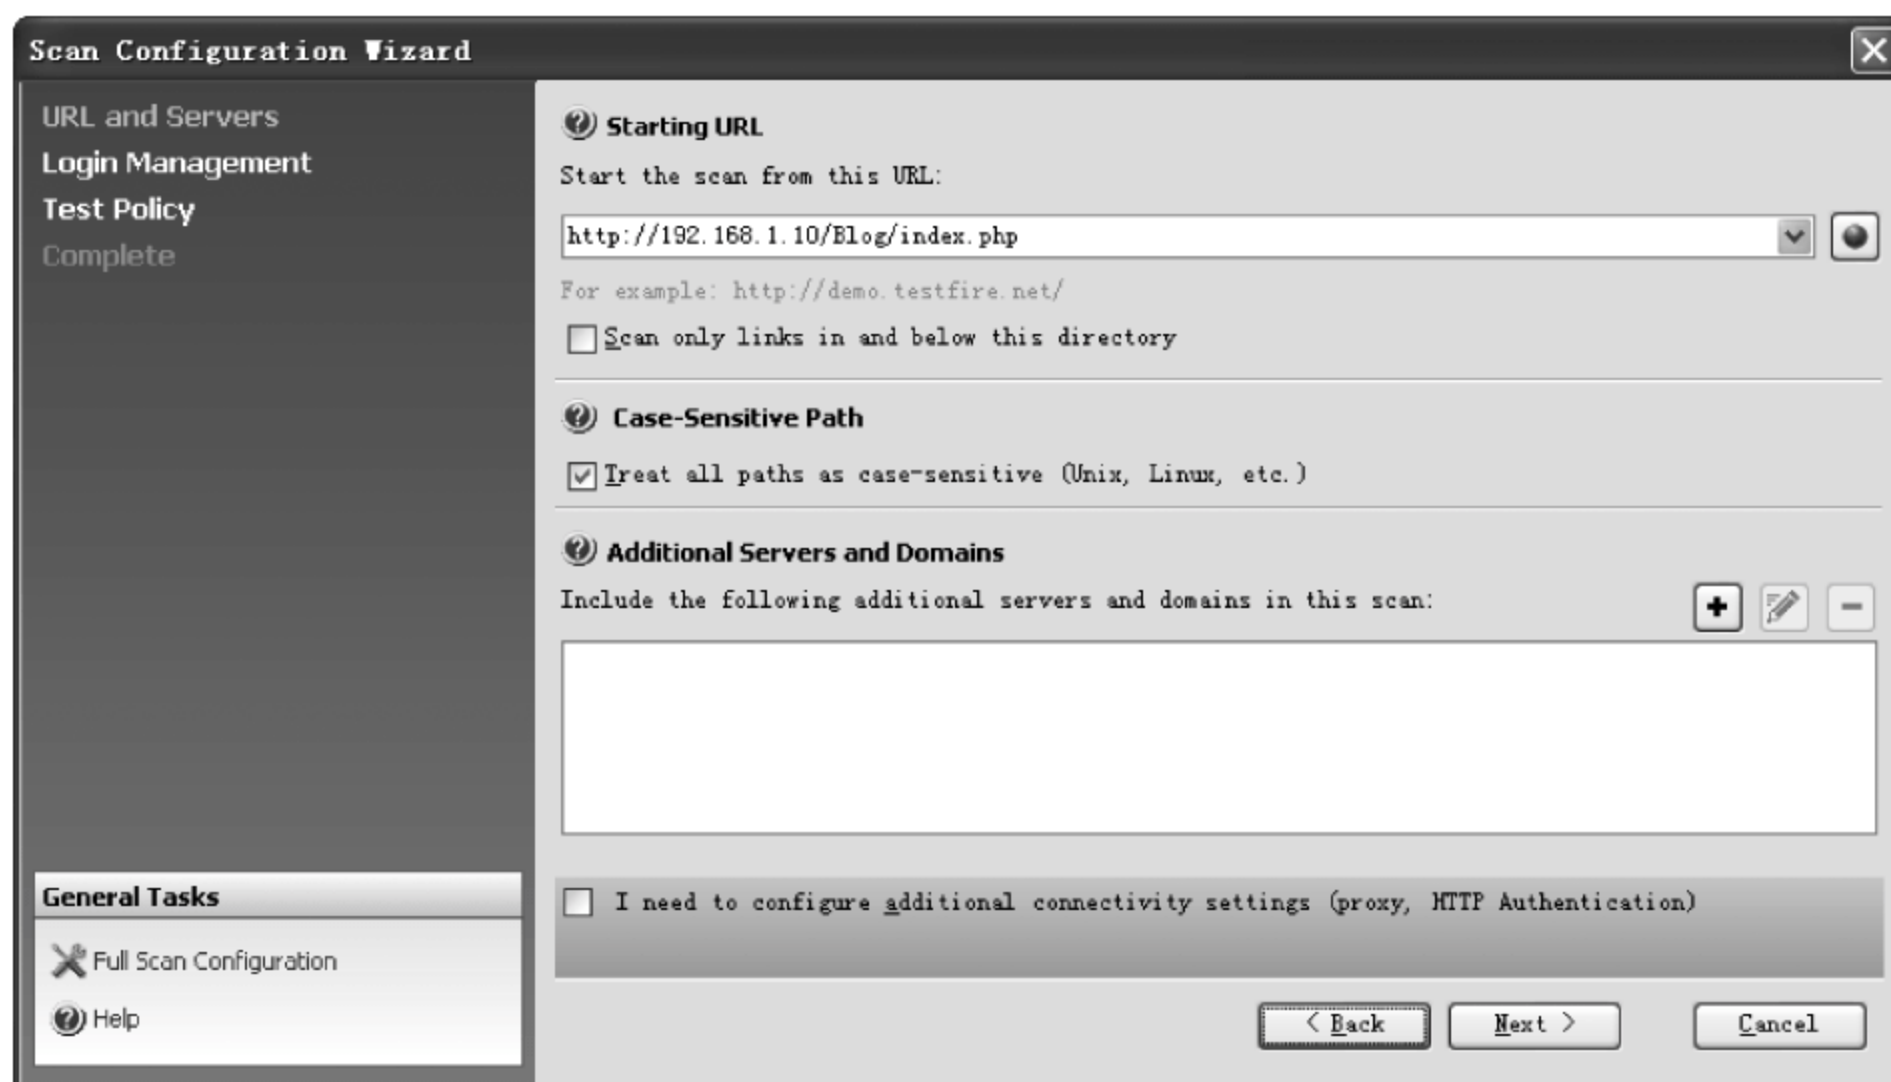 Scan Configuration Wizard
URL and Servers
Login Management
Test Policy
Complete
Starting URL
Start the scan from this URL:
http://192.168.1.10/Blog/index.php
For example: http://demo.testfire.net/
Scan only links in and below this directory
Case-Sensitive Path
Treat all paths as case-sensitive (Unix, Linux, etc.)
Additional Servers and Domains
Include the following additional servers and domains in this scan:
General Tasks
Full Scan Configuration
Help
I need to configure additional connectivity settings (proxy, HTTP Authentication)
< Back
Next >
Cancel